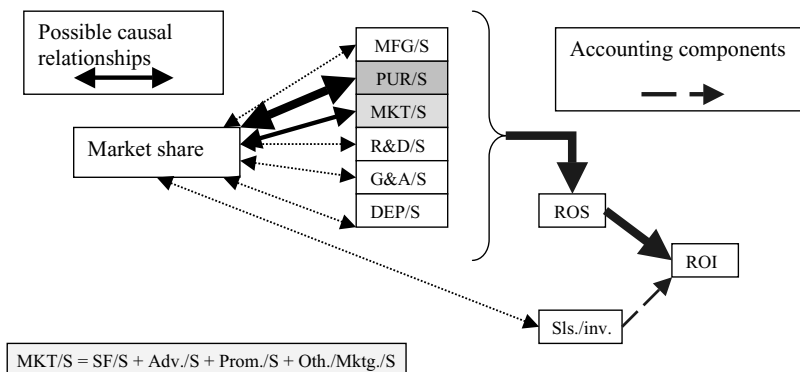 Possible causal
relationships
MFG/S
PUR/S
MKT/S
R&D/S
G&A/S
DEP/S
Accounting components
Market share
ROS
ROI
Sls./inv.
MKT/S = SF/S + Adv./S + Prom./S + Oth./Mktg./S